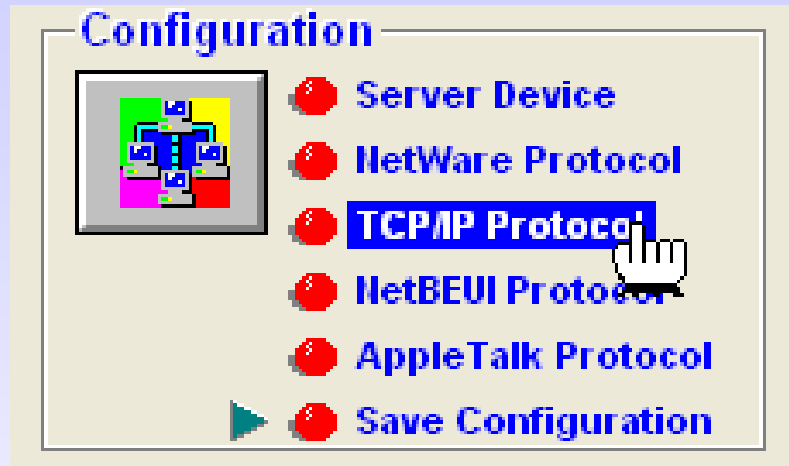 Configuration
Server Device
NetWare Protocol
TCP/IP Protocol
NetBEUI Protocol
AppleTalk Protocol
Save Configuration